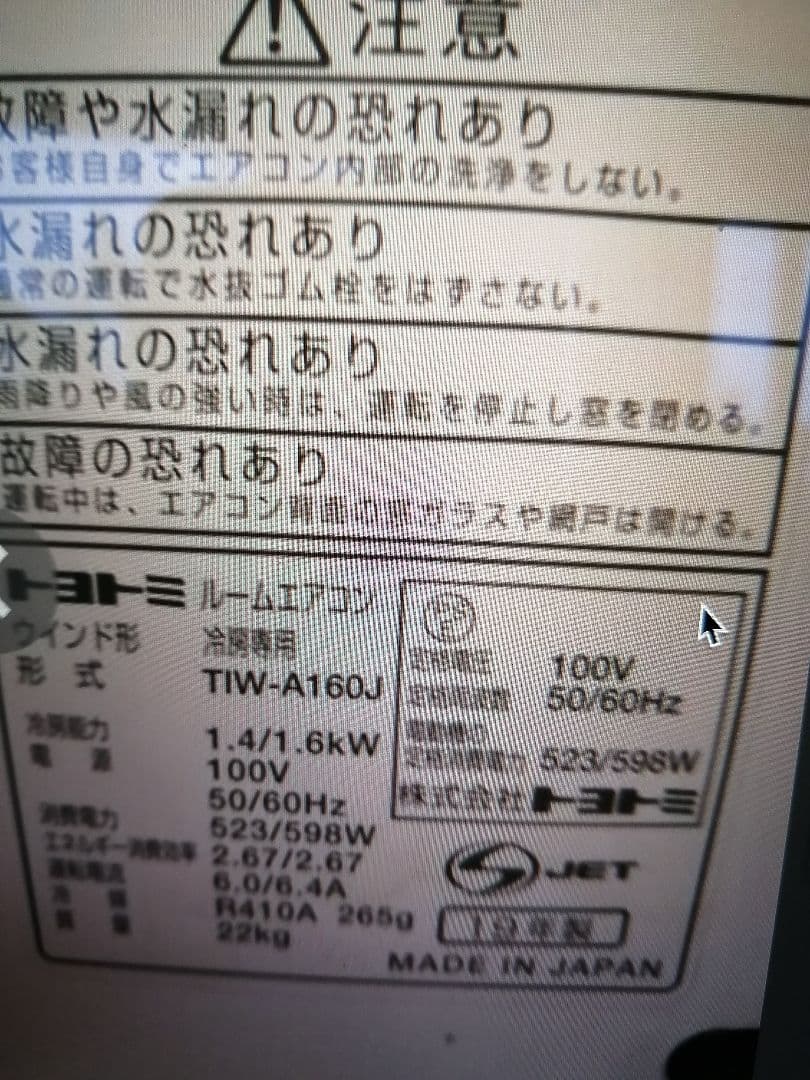 注意
故障や水漏れの恐れあり
お客様自身でエアコン内部の洗浄をしない。
水漏れの恐れあり
通常の運転で水抜ゴム栓をはずさない。
水漏れの恐れあり
雨降りや風の強い時は、運転を停止し窓を閉める。
故障の恐れあり
運転中は、エアコン背面の窓ガラスや網戸は開ける。
トヨトミ ルームエアコン
ウインド形 冷房専用
形式 TIW-A160J
冷房能力 1.4/1.6kW
電源 100V
50/60Hz
消費電力 523/598W
エネルギー消費効率 2.67/2.67
運転電流 6.0/6.4A
冷媒 R410A 265g
質量 22kg
PSE
定格電圧 100V
定格周波数 50/60Hz
電動機の
定格消費電力 523/598W
株式会社トヨトミ
JET
19年製
MADE IN JAPAN